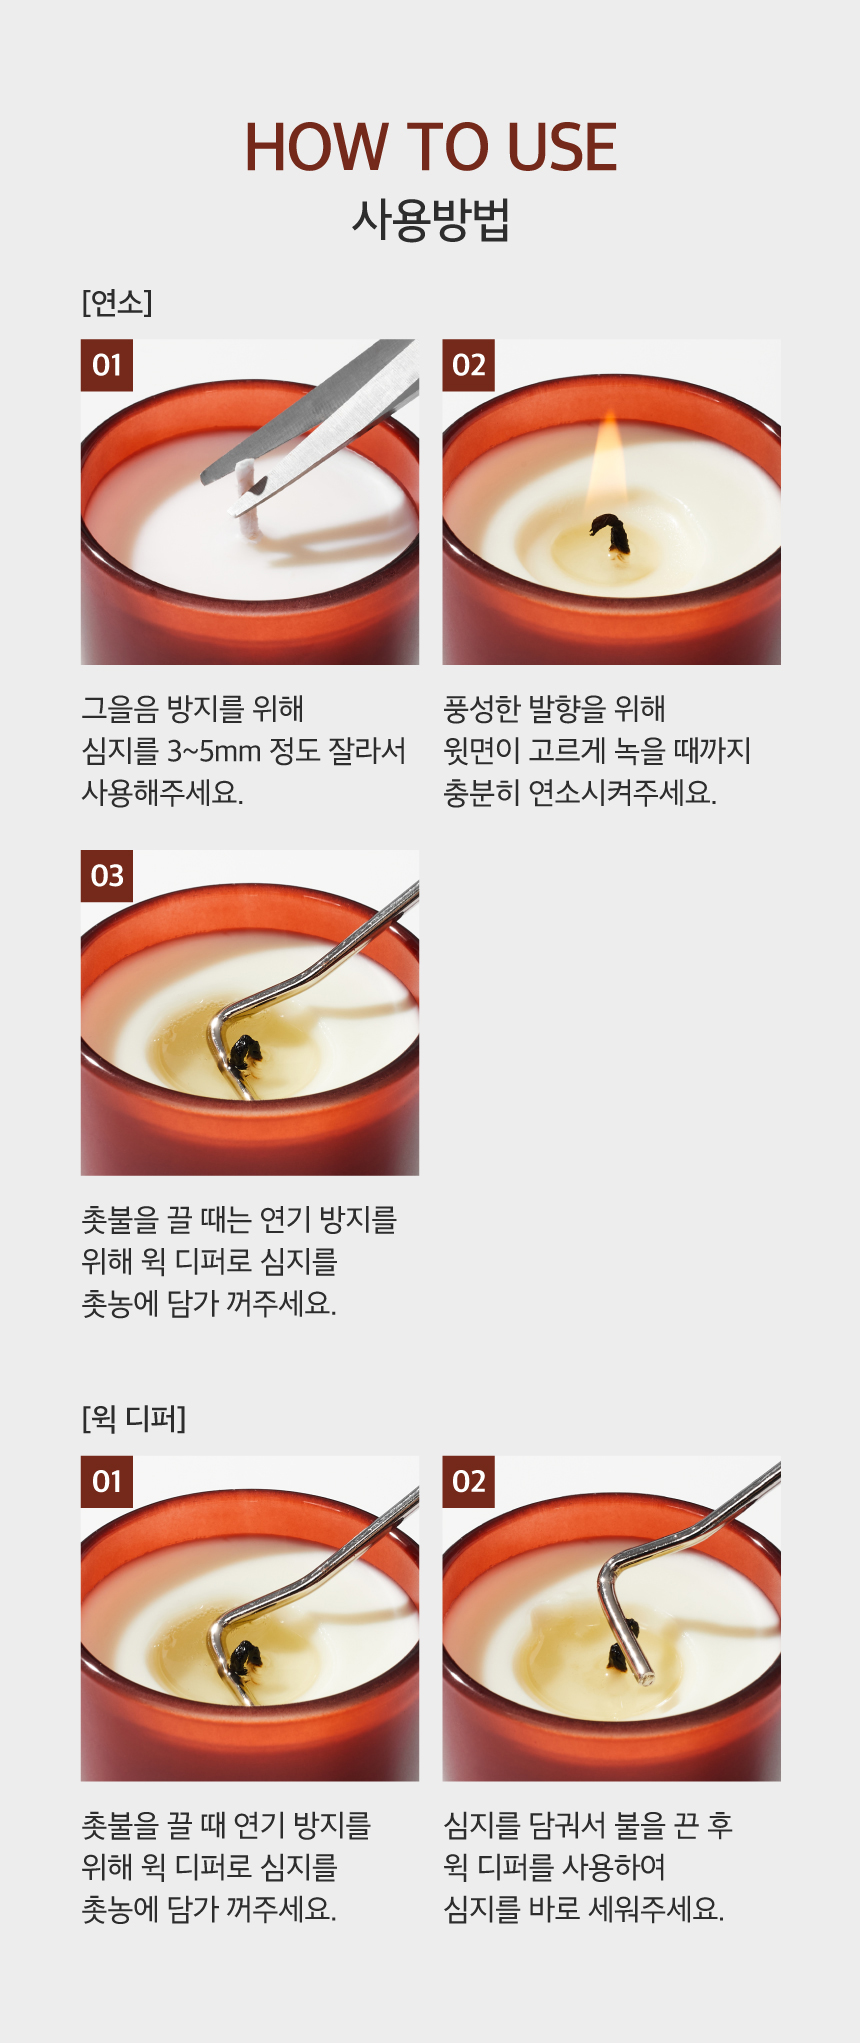 HOW TO USE
사용방법
[연소]
01
그을음 방지를 위해
심지를 3~5mm 정도 잘라서
사용해주세요.
02
풍성한 발향을 위해
윗면이 고르게 녹을 때까지
충분히 연소시켜주세요.
03
촛불을 끌 때는 연기 방지를
위해 윅 디퍼로 심지를
촛농에 담가 꺼주세요.
[윅 디퍼]
01
촛불을 끌 때 연기 방지를
위해 윅 디퍼로 심지를
촛농에 담가 꺼주세요.
02
심지를 담궈서 불을 끈 후
윅 디퍼를 사용하여
심지를 바로 세워주세요.